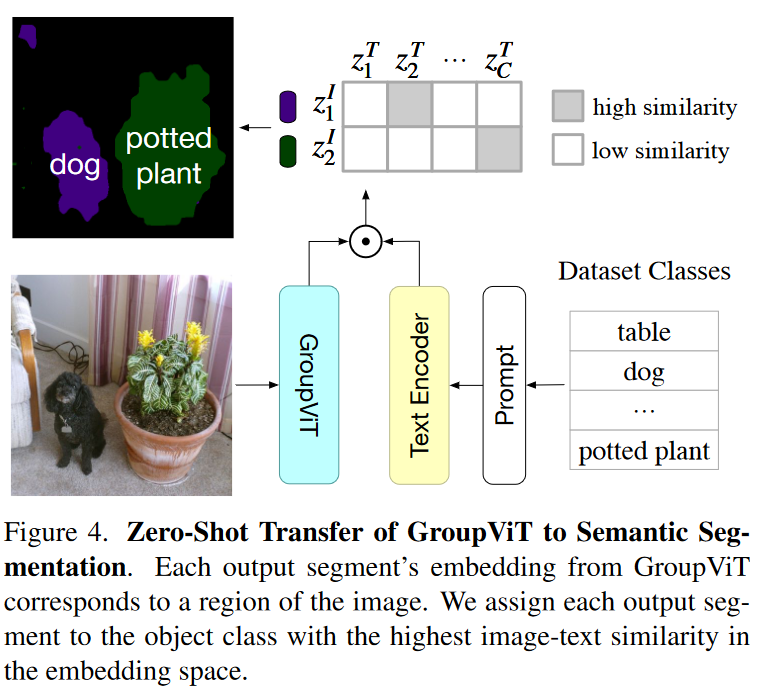 z_1^T z_2^T ... z_C^T
z_1^I
z_2^I
high similarity
low similarity
dog
potted
plant
Dataset Classes
GroupViT
Text Encoder
Prompt
table
dog
...
potted plant
Figure 4. Zero-Shot Transfer of GroupViT to Semantic Seg-
mentation. Each output segment’s embedding from GroupViT
corresponds to a region of the image. We assign each output seg-
ment to the object class with the highest image-text similarity in
the embedding space.